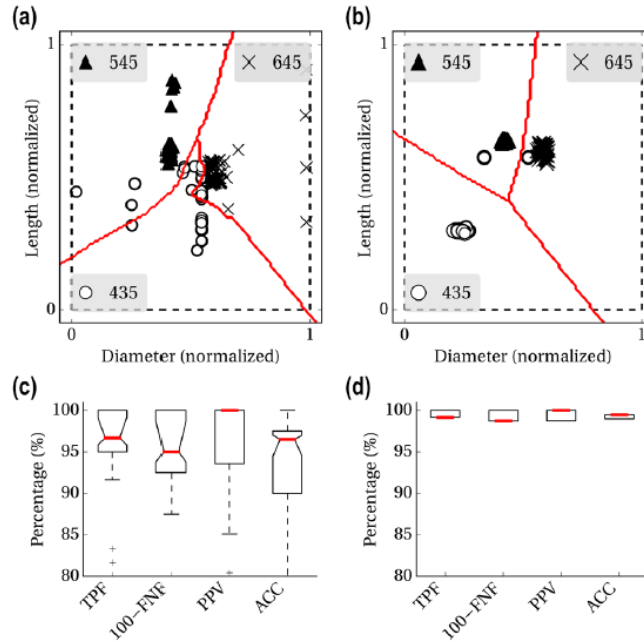 (a)
(b)
1
545
645
Length (normalized)
0
435
0
1
Diameter (normalized)
1
545
645
Length (normalized)
0
435
0
1
Diameter (normalized)
(c)
(d)
100
95
90
85
80
Percentage (%)
TPF
100-FNF
PPV
ACC
100
95
90
85
80
Percentage (%)
TPF
100-FNF
PPV
ACC